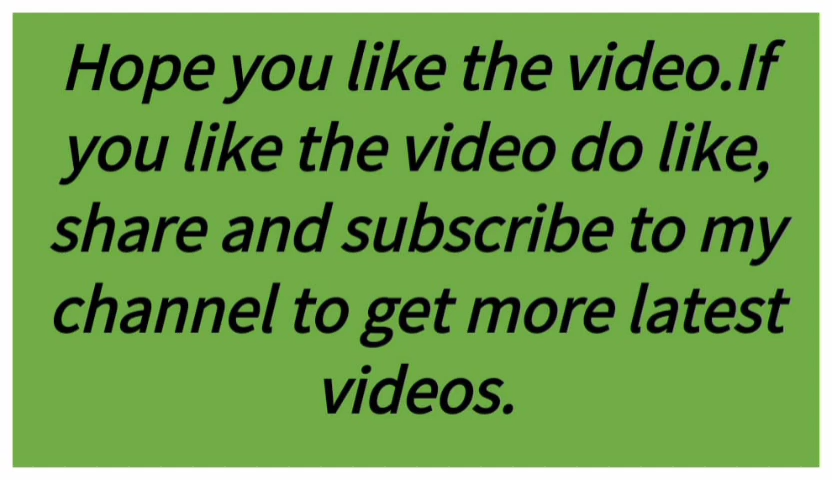 Hope you like the video.If
you like the video do like,
share and subscribe to my
channel to get more latest
videos.